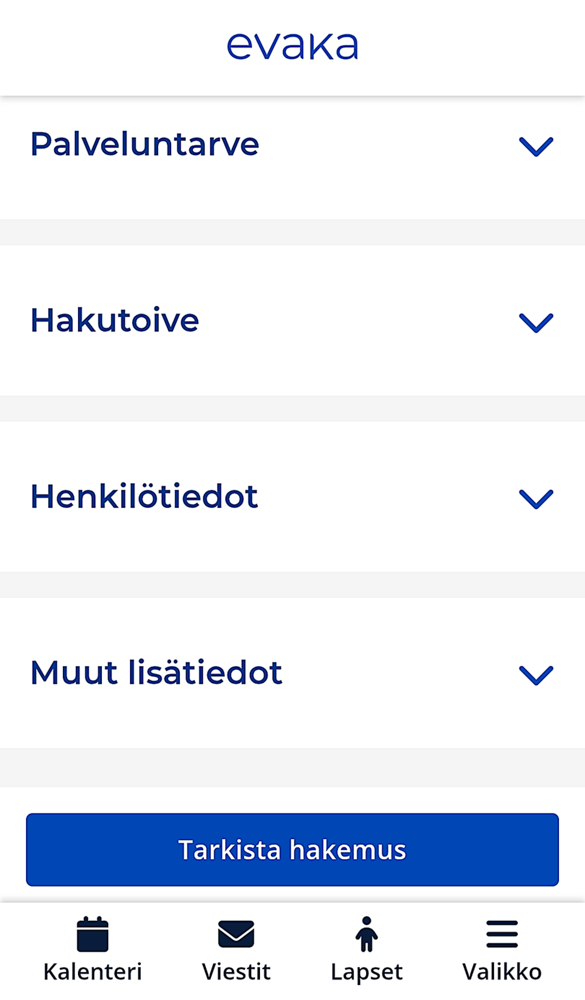 evaka
Palveluntarve
Hakutoive
Henkilötiedot
Muut lisätiedot
Tarkista hakemus
Kalenteri
Viestit
Lapset
Valikko